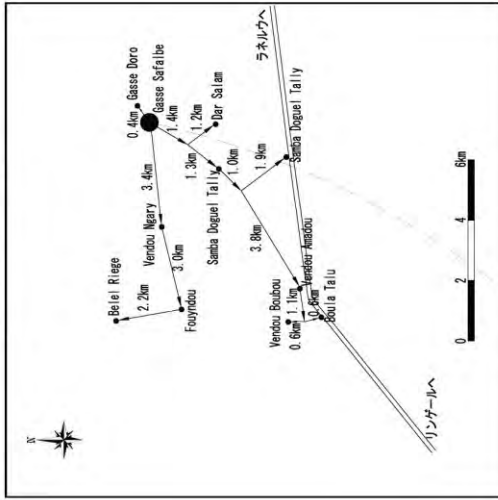 N
Gasse Doro
0.4km
Gasse Safalbe
1.4km
1.2km
Dar Salam
3.4km
Vendou Ngary
3.0km
Fouyndou
2.2km
Belel Riege
1.3km
Samba Doguel Tally
1.0km
1.9km
Samba Doguel Tally
3.8km
Vendou Amadou
1.1km
Vendou Boubou
0.6km
0.6km
Boula Talu
ラネルウへ
リンゲールへ
0 2 4 6km